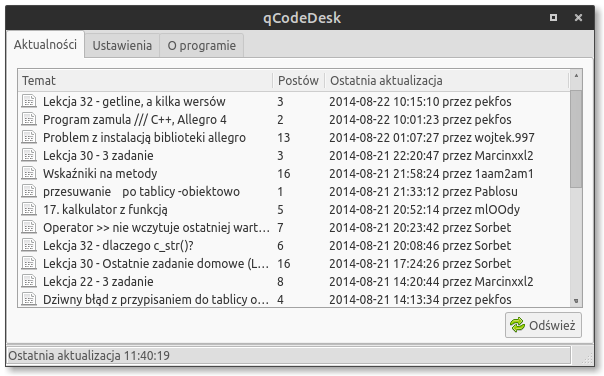 qCodeDesk
Aktualności Ustawienia O programie
Temat Postów Ostatnia aktualizacja
Lekcja 32 - getline, a kilka wersów 3 2014-08-22 10:15:10 przez pekfos
Program zamula /// C++, Allegro 4 2 2014-08-22 10:01:23 przez pekfos
Problem z instalacją biblioteki allegro 13 2014-08-22 01:07:27 przez wojtek.997
Lekcja 30 - 3 zadanie 3 2014-08-21 22:20:47 przez Marcinxxl2
Wskaźniki na metody 16 2014-08-21 21:58:24 przez 1aam2am1
przesuwanie po tablicy -obiektowo 1 2014-08-21 21:33:12 przez Pablosu
17. kalkulator z funkcją 5 2014-08-21 20:52:14 przez mlOOdy
Operator >> nie wczytuje ostatniej wart... 7 2014-08-21 20:23:42 przez Sorbet
Lekcja 32 - dlaczego c_str()? 6 2014-08-21 20:08:46 przez Sorbet
Lekcja 30 - Ostatnie zadanie domowe (L... 16 2014-08-21 17:24:26 przez Sorbet
Lekcja 22 - 3 zadanie 8 2014-08-21 14:20:44 przez Marcinxxl2
Dziwny błąd z przypisaniem do tablicy o... 4 2014-08-21 14:13:34 przez pekfos
Odśwież
Ostatnia aktualizacja 11:40:19